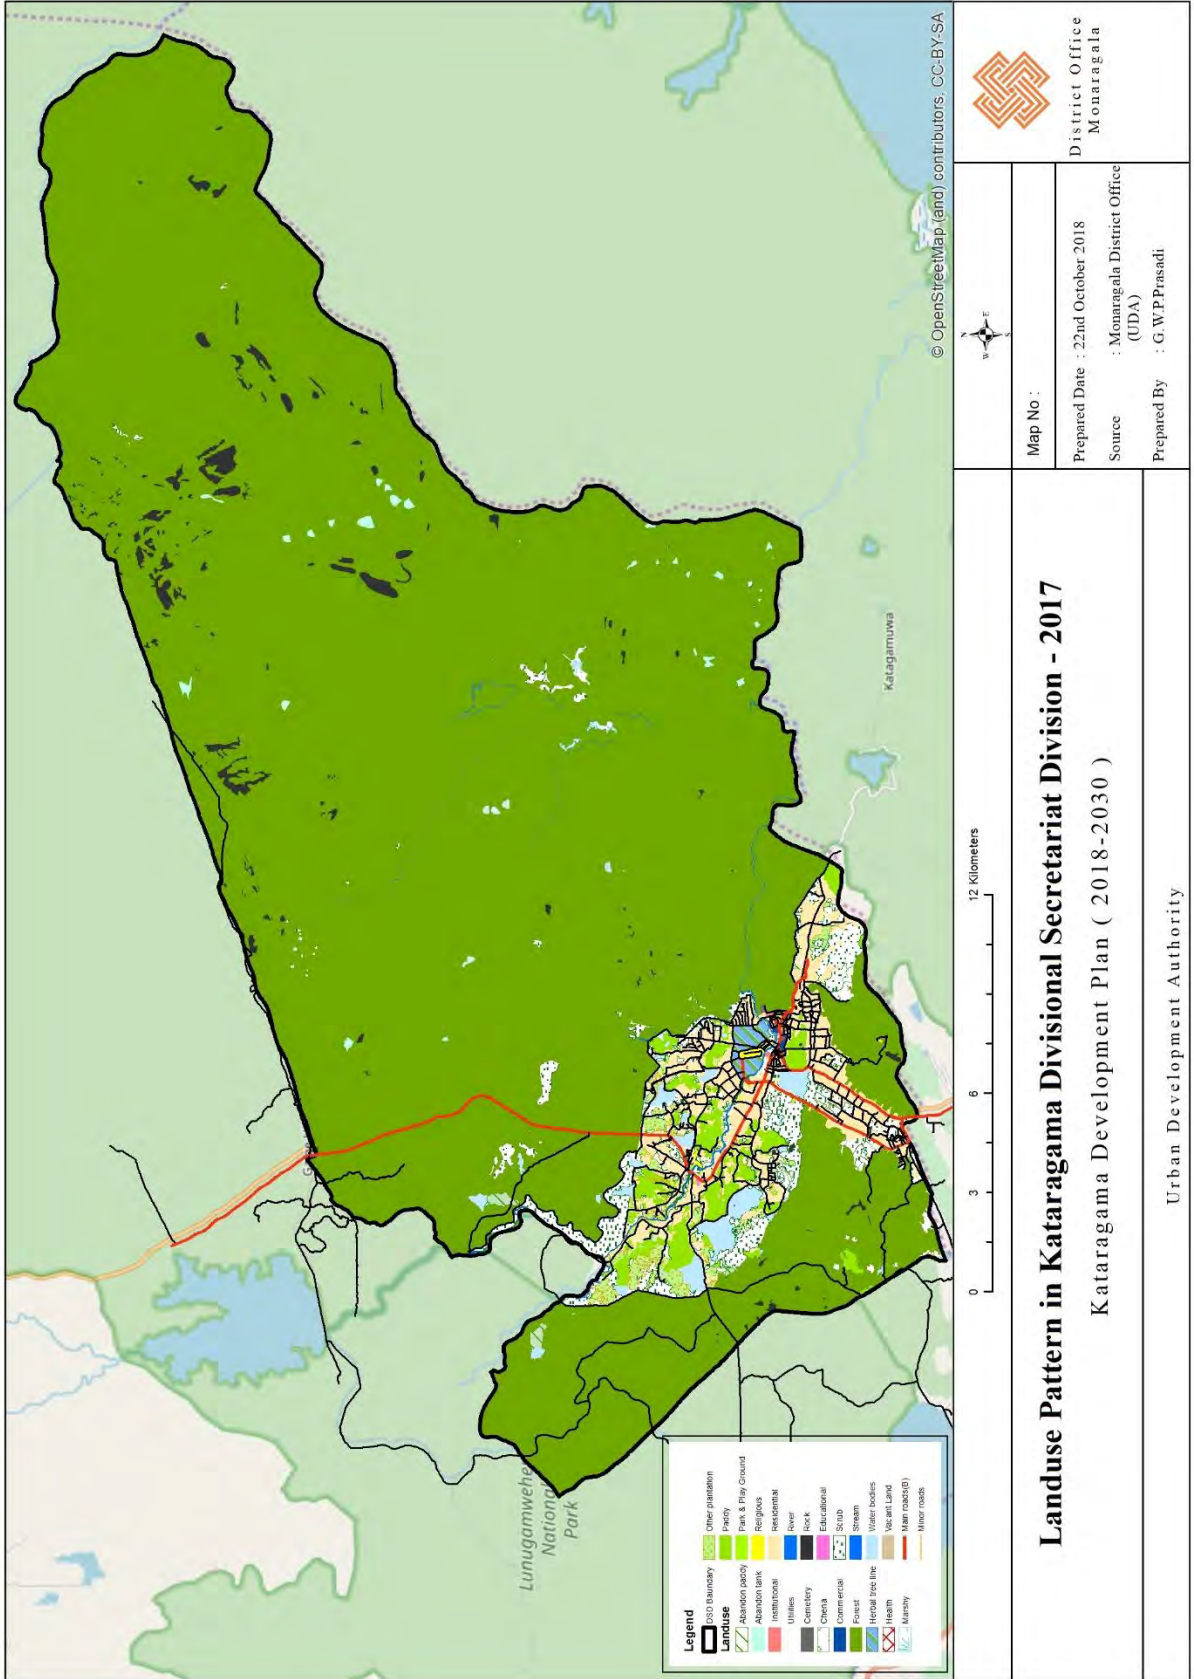 Lunugamwehe
National
Park
Katagamuwa
© OpenStreetMap (and) contributors, CC-BY-SA
Legend
DSD Baundary
Landuse
Abandon paddy
Abandon tank
Institutional
Utilities
Cemetery
Chena
Commercial
Forest
Herbal tree line
Health
Marshy
Other plantation
Paddy
Park & Play Ground
Religious
Residential
River
Rock
Educational
Scrub
Stream
Water bodies
Vacant Land
Main roads(B)
Minor roads
0 3 6 12 Kilometers
Landuse Pattern in Kataragama Divisional Secretariat Division - 2017
Kataragama Development Plan ( 2018-2030 )
Urban Development Authority
N
W E
S
Map No :
Prepared Date : 22nd October 2018
Source : Monaragala District Office
(UDA)
Prepared By : G.W.P.Prasadi
District Office
Monaragala